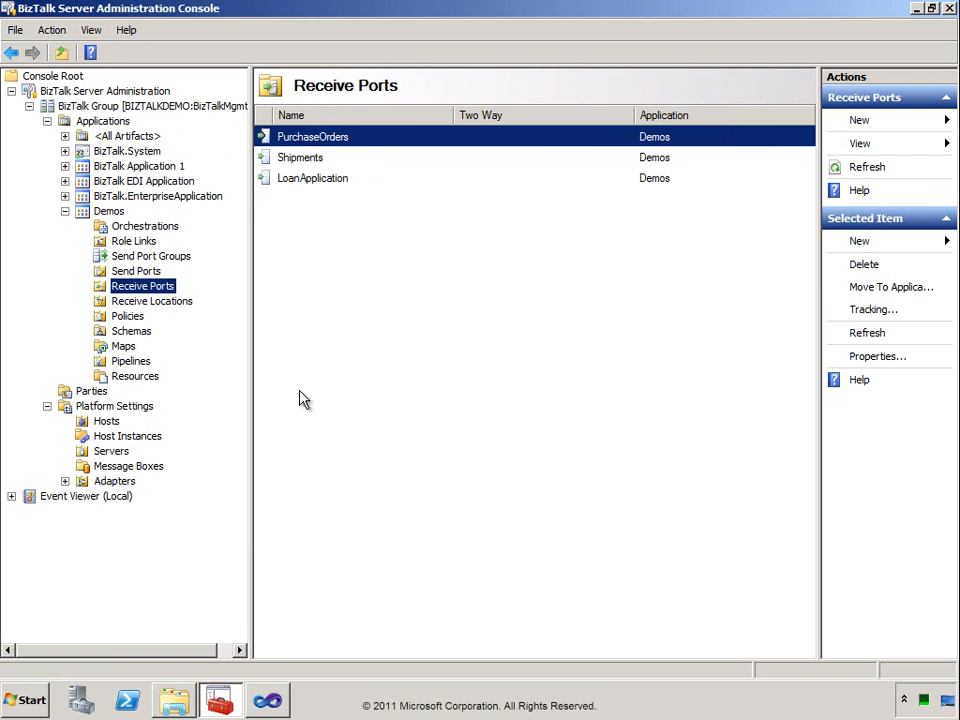 BizTalk Server Administration Console
File Action View Help
Console Root
BizTalk Server Administration
BizTalk Group [BIZTALKDEMO:BizTalkMgmt
Applications
<All Artifacts>
BizTalk.System
BizTalk Application 1
BizTalk EDI Application
BizTalk.EnterpriseApplication
Demos
Orchestrations
Role Links
Send Port Groups
Send Ports
Receive Ports
Receive Locations
Policies
Schemas
Maps
Pipelines
Resources
Parties
Platform Settings
Hosts
Host Instances
Servers
Message Boxes
Adapters
Event Viewer (Local)
Receive Ports
Name Two Way Application
PurchaseOrders Demos
Shipments Demos
LoanApplication Demos
Actions
Receive Ports
New
View
Refresh
Help
Selected Item
New
Delete
Move To Applica...
Tracking...
Refresh
Properties...
Help
Start
© 2011 Microsoft Corporation. All Rights Reserved.